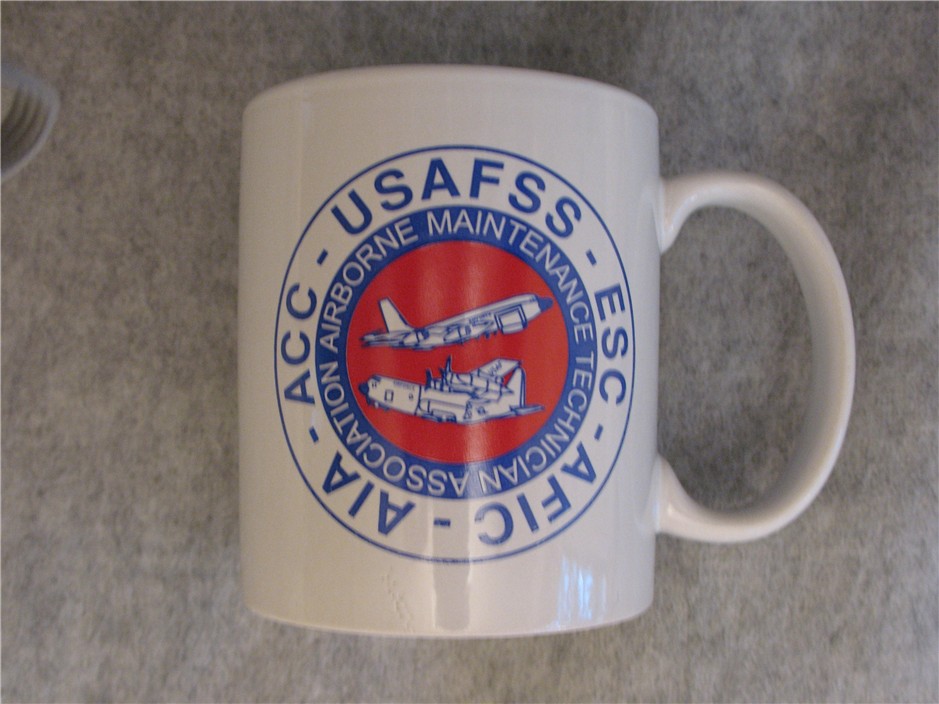 USAFSS - ESC - AFIC - AIA - ACC -
AIRBORNE MAINTENANCE TECHNICIAN ASSOCIATION